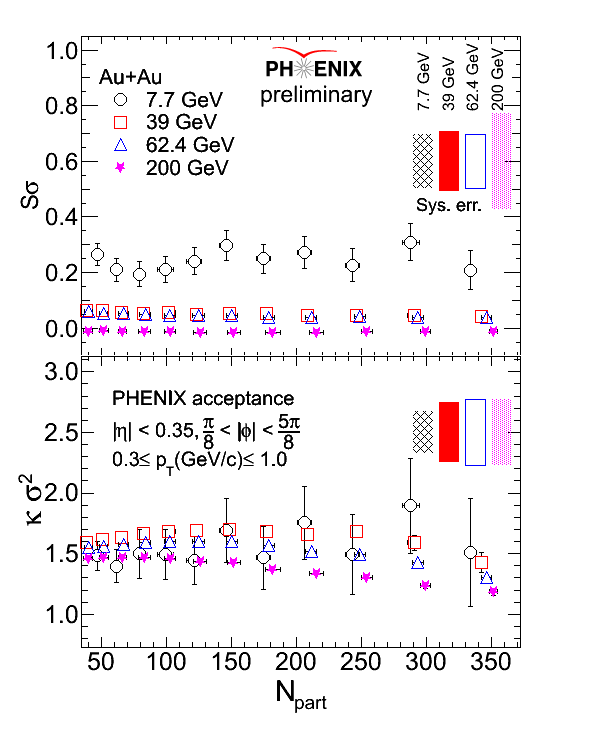 1.0
0.8
0.6
0.4
0.2
0.0
Sσ
Au+Au
7.7 GeV
39 GeV
62.4 GeV
200 GeV
PHENIX
preliminary
7.7 GeV
39 GeV
62.4 GeV
200 GeV
Sys. err.
3.0
2.5
2.0
1.5
1.0
κ σ²
PHENIX acceptance
|η| < 0.35, π/8 < |ϕ| < 5π/8
0.3≤ p_T(GeV/c)≤ 1.0
50 100 150 200 250 300 350
N_part